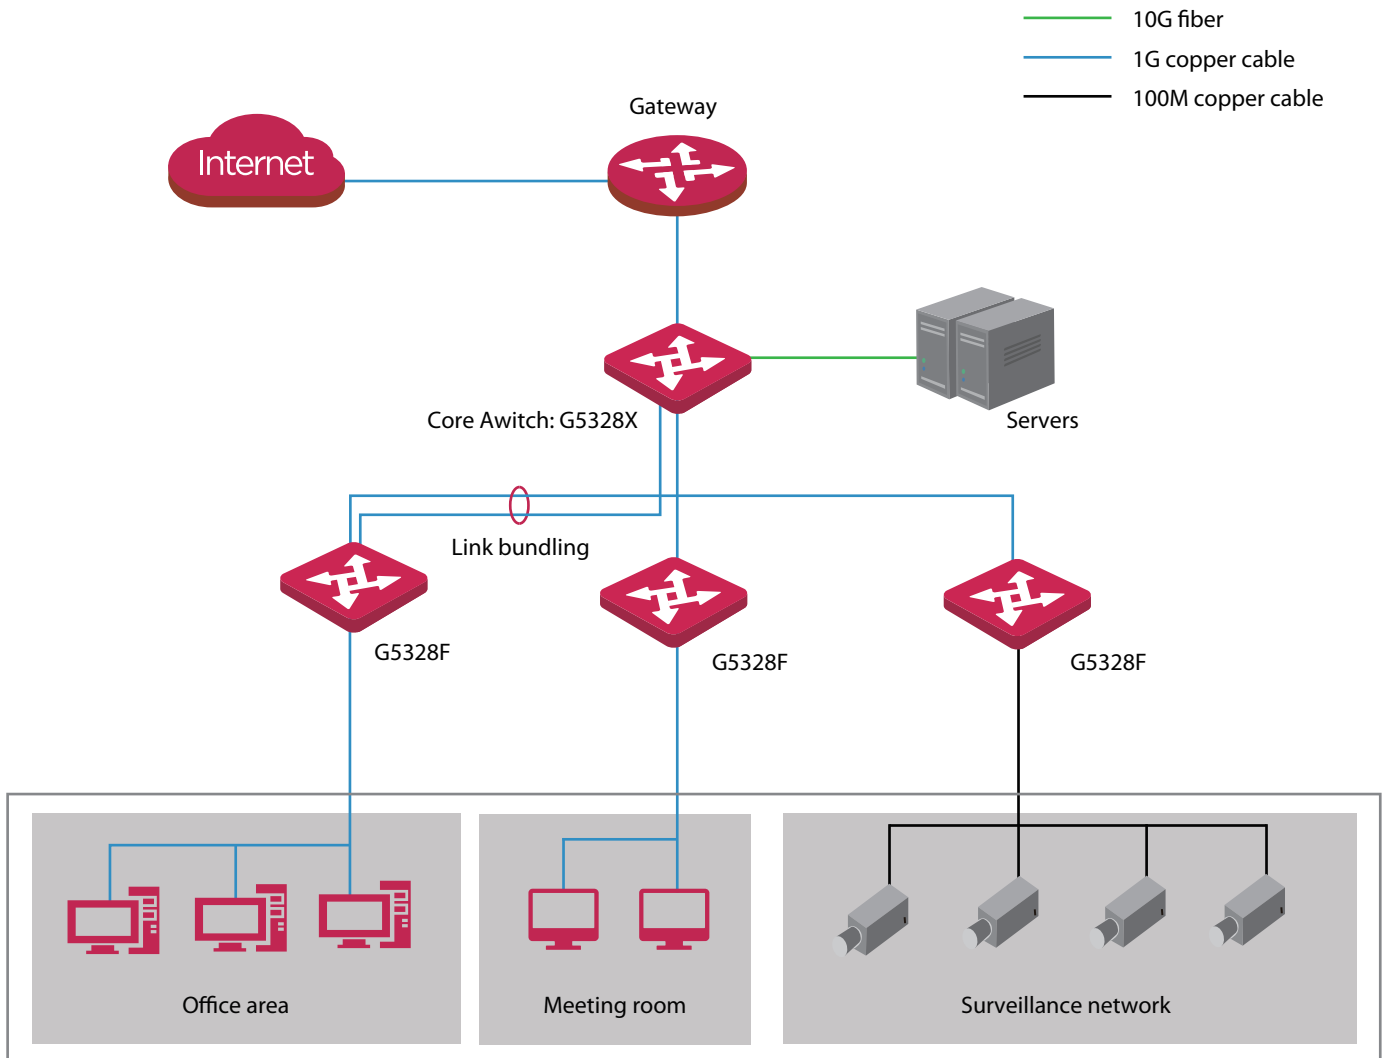 10G fiber
1G copper cable
100M copper cable
Gateway
Internet
Core Awitch: G5328X
Servers
Link bundling
G5328F
G5328F
G5328F
Office area
Meeting room
Surveillance network